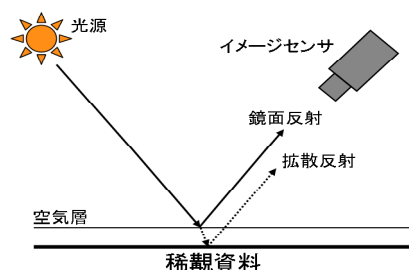 光源
イメージセンサ
鏡面反射
拡散反射
空気層
稀覯資料